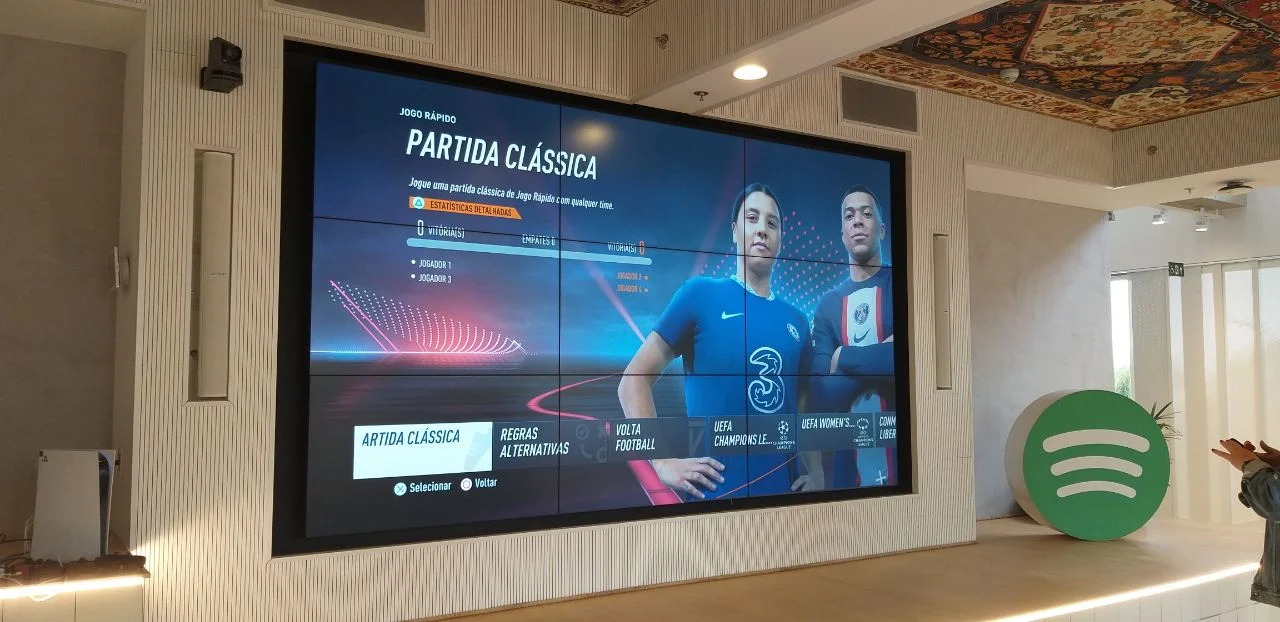 JOGO RÁPIDO
PARTIDA CLÁSSICA
Jogue uma partida clássica de Jogo Rápido com qualquer time.
ESTATÍSTICAS DETALHADAS
0 VITÓRIA(S) EMPATES 0 VITÓRIA(S) 0
• JOGADOR 1
• JOGADOR 3
JOGADOR 2 •
JOGADOR 4 •
3
ARTIDA CLÁSSICA
REGRAS
ALTERNATIVAS
VOLTA
FOOTBALL
UEFA
CHAMPIONS LE...
UEFA WOMEN'S...
CONM
LIBER
Selecionar
Voltar